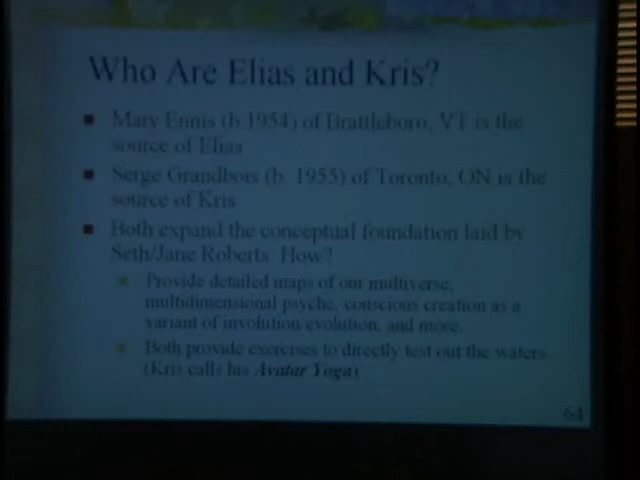 Who Are Elias and Kris?
Mary Ennis (b 1954) of Brattleboro, VT is the
source of Elias
Serge Grandbois (b. 1955) of Toronto, ON is the
source of Kris
Both expand the conceptual foundation laid by
Seth/Jane Roberts. How?
Provide detailed maps of our multiverse,
multidimensional psyche, conscious creation as a
variant of involution/evolution, and more.
Both provide exercises to directly test out the waters
(Kris calls his Avatar Yoga)
64